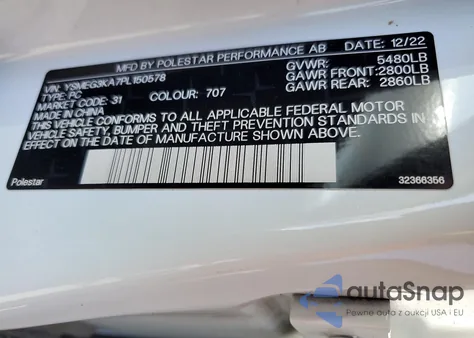 MFD BY POLESTAR PERFORMANCE AB DATE: 12/22
VIN: YSMEG3KA7PL150578 GVWR: 5480LB
TYPE: PC GAWR FRONT:2800LB
MARKET CODE: 31 COLOUR: 707 GAWR REAR: 2860LB
MADE IN CHINA
THIS VEHICLE CONFORMS TO ALL APPLICABLE FEDERAL MOTOR
VEHICLE SAFETY, BUMPER AND THEFT PREVENTION STANDARDS IN
EFFECT ON THE DATE OF MANUFACTURE SHOWN ABOVE.
Polestar 32366356
autoSnap
Pewne auta z aukcji USA i EU